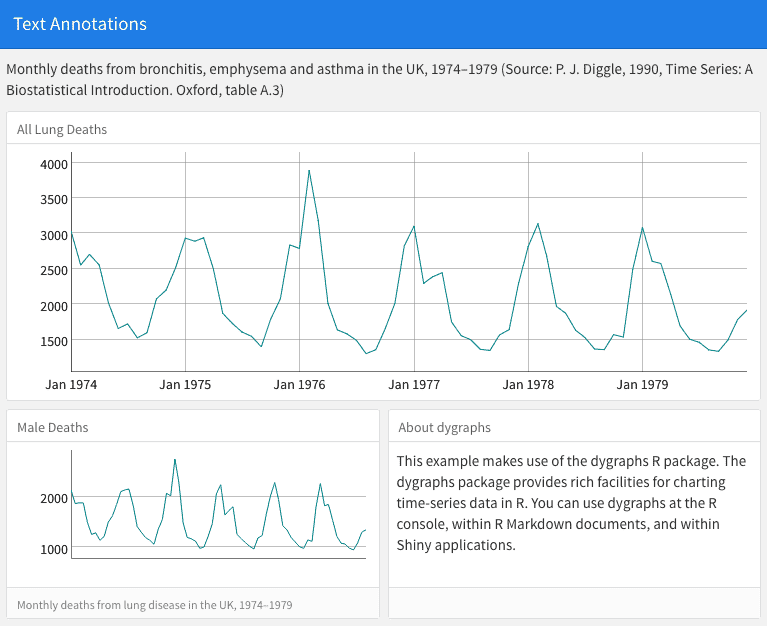 Text Annotations
Monthly deaths from bronchitis, emphysema and asthma in the UK, 1974–1979 (Source: P. J. Diggle, 1990, Time Series: A
Biostatistical Introduction. Oxford, table A.3)
All Lung Deaths
4000
3500
3000
2500
2000
1500
Jan 1974 Jan 1975 Jan 1976 Jan 1977 Jan 1978 Jan 1979
Male Deaths
2000
1000
Monthly deaths from lung disease in the UK, 1974–1979
About dygraphs
This example makes use of the dygraphs R package. The
dygraphs package provides rich facilities for charting
time-series data in R. You can use dygraphs at the R
console, within R Markdown documents, and within
Shiny applications.